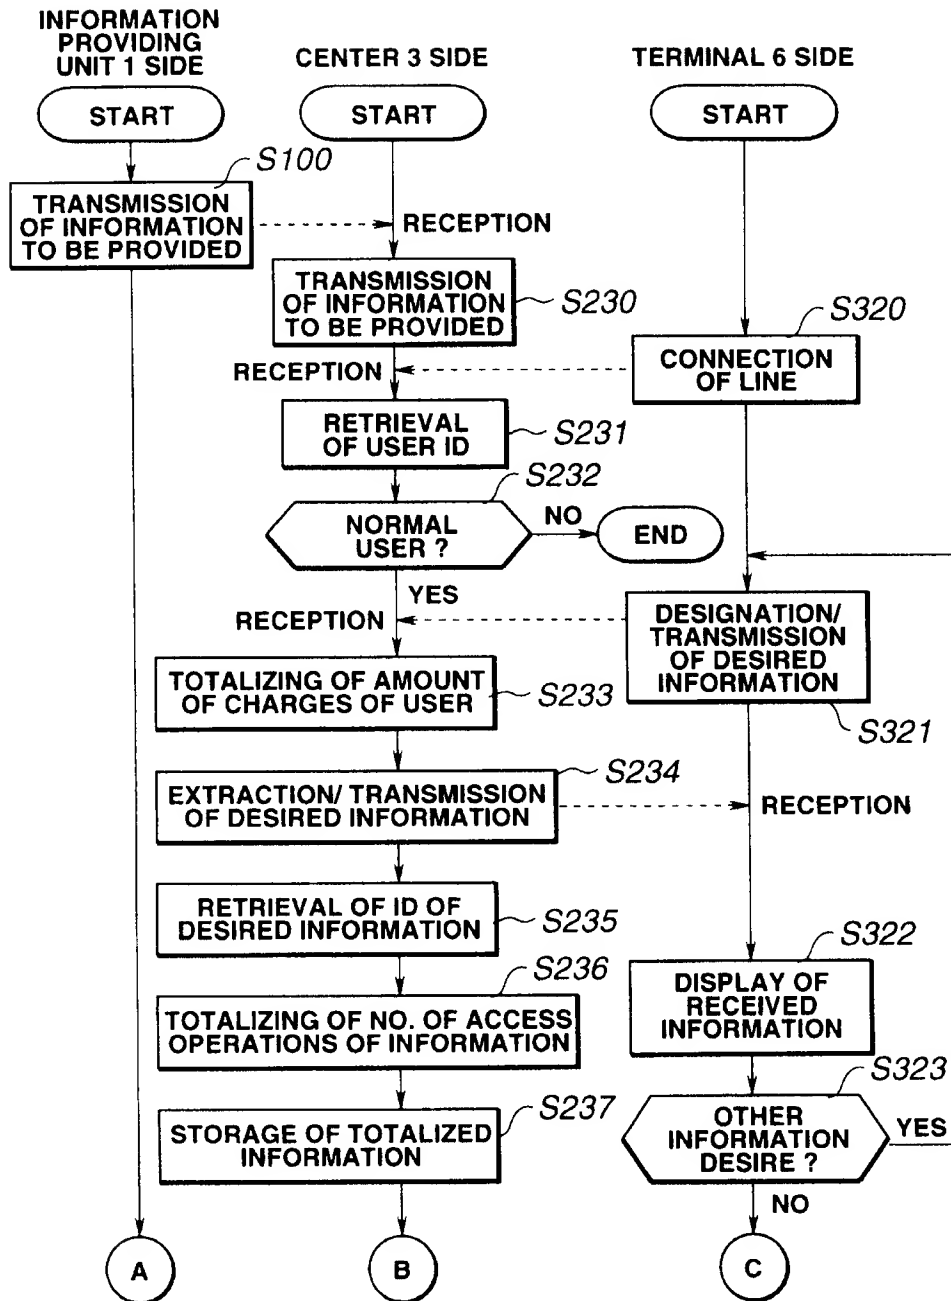 INFORMATION
PROVIDING
UNIT 1 SIDE
CENTER 3 SIDE
TERMINAL 6 SIDE
START
START
START
S100
TRANSMISSION
OF INFORMATION
TO BE PROVIDED
RECEPTION
TRANSMISSION
OF INFORMATION
TO BE PROVIDED
S230
S320
RECEPTION
CONNECTION
OF LINE
RETRIEVAL
OF USER ID
S231
S232
NORMAL
USER ?
NO
END
YES
RECEPTION
DESIGNATION/
TRANSMISSION
OF DESIRED
INFORMATION
S321
TOTALIZING OF AMOUNT
OF CHARGES OF USER
S233
S234
EXTRACTION/ TRANSMISSION
OF DESIRED INFORMATION
RECEPTION
RETRIEVAL OF ID OF
DESIRED INFORMATION
S235
S322
DISPLAY OF
RECEIVED
INFORMATION
S236
TOTALIZING OF NO. OF ACCESS
OPERATIONS OF INFORMATION
S323
OTHER
INFORMATION
DESIRE ?
YES
S237
STORAGE OF TOTALIZED
INFORMATION
NO
A
B
C